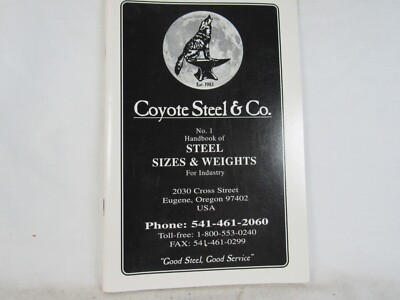 Est. 1983
Coyote Steel & Co.
No. 1
Handbook of
STEEL
SIZES & WEIGHTS
For Industry
2030 Cross Street
Eugene, Oregon 97402
USA
Phone: 541-461-2060
Toll-free: 1-800-553-0240
FAX: 541-461-0299
"Good Steel, Good Service"